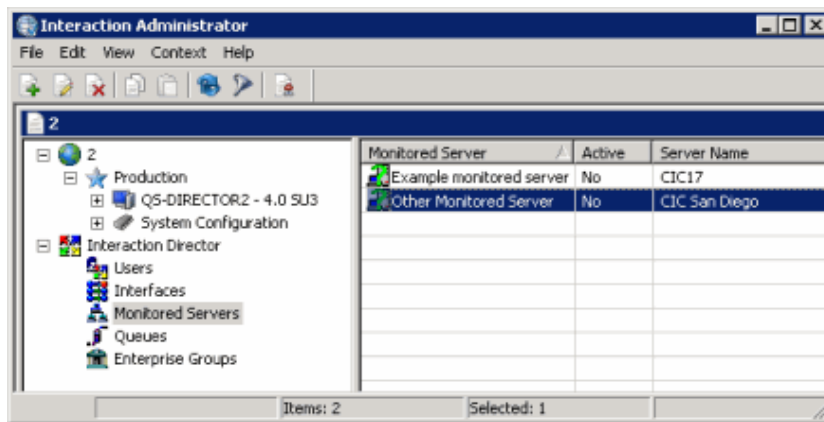 Interaction Administrator
File Edit View Context Help
2
2
Production
QS-DIRECTOR2 - 4.0 SU3
System Configuration
Interaction Director
Users
Interfaces
Monitored Servers
Queues
Enterprise Groups
Monitored Server Active Server Name
Example monitored server No CIC17
Other Monitored Server No CIC San Diego
Items: 2 Selected: 1